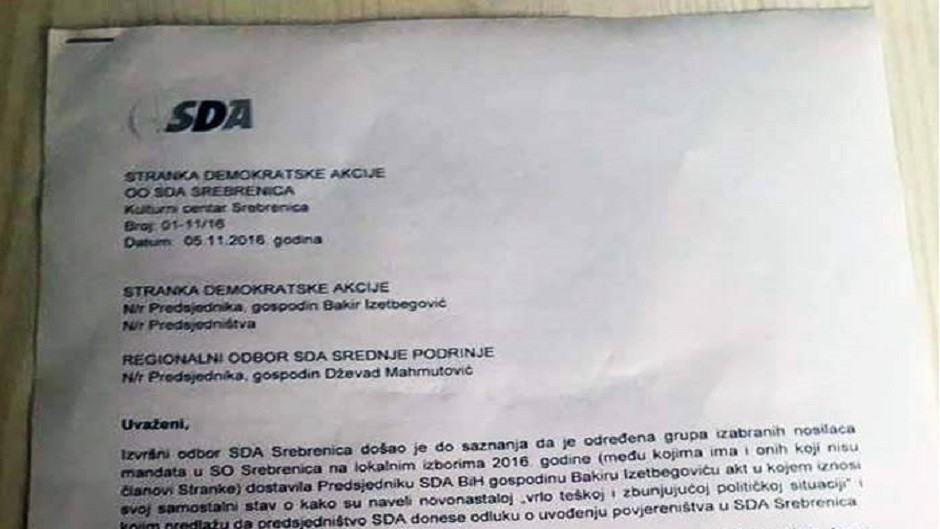 SDA
STRANKA DEMOKRATSKE AKCIJE
OO SDA SREBRENICA
Kulturni centar Srebrenica
Broj: 01-11/16
Datum: 05.11.2016. godina
STRANKA DEMOKRATSKE AKCIJE
N/r Predsjednika, gospodin Bakir Izetbegović
N/r Predsjedništva
REGIONALNI ODBOR SDA SREDNJE PODRINJE
N/r Predsjednika, gospodin Dževad Mahmutović
Uvaženi,
Izvršni odbor SDA Srebrenica došao je do saznanja da je određena grupa izabranih nosilaca
mandata u SO Srebrenica na lokalnim izborima 2016. godine (među kojima ima i onih koji nisu
članovi Stranke) dostavila Predsjedniku SDA BiH gospodinu Bakiru Izetbegoviću akt u kojem iznosi
svoj samostalni stav o kako su naveli novonastaloj „vrlo teškoj i zbunjujućoj političkoj situaciji" i
kojim predlažu da predsjedništvo SDA donese odluku o uvođenju povjereništva u SDA Srebrenica